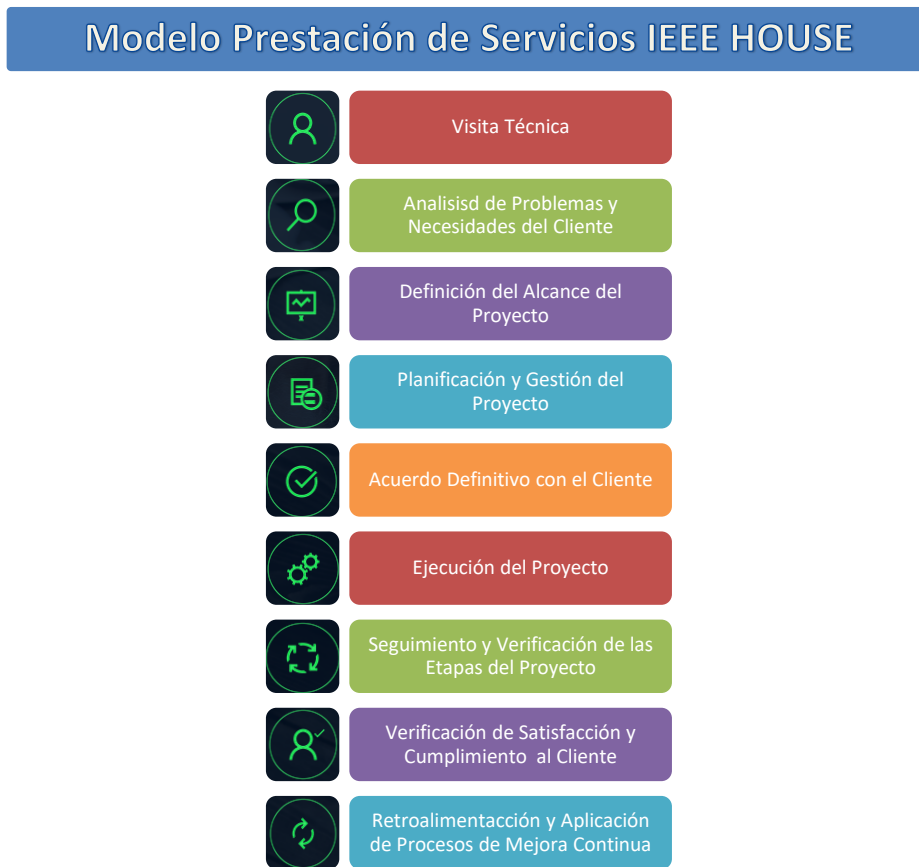 Modelo Prestación de Servicios IEEE HOUSE
Visita Técnica
Analisisd de Problemas y
Necesidades del Cliente
Definición del Alcance del
Proyecto
Planificación y Gestión del
Proyecto
Acuerdo Definitivo con el Cliente
Ejecución del Proyecto
Seguimiento y Verificación de las
Etapas del Proyecto
Verificación de Satisfacción y
Cumplimiento  al Cliente
Retroalimentacción y Aplicación
de Procesos de Mejora Continua